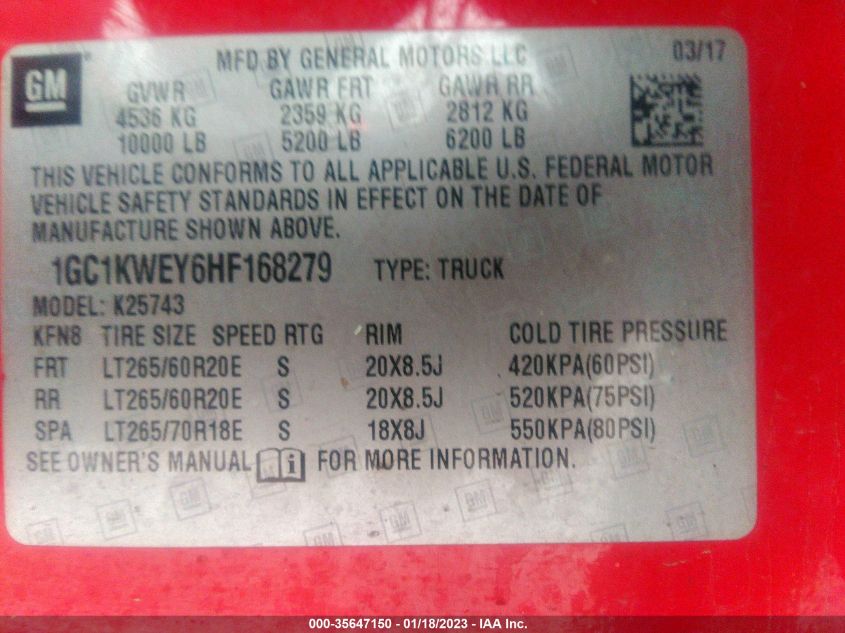 GM MFD BY GENERAL MOTORS LLC 03/17
GVWR GAWR FRT GAWR RR
4536 KG 2359 KG 2812 KG
10000 LB 5200 LB 6200 LB
THIS VEHICLE CONFORMS TO ALL APPLICABLE U.S. FEDERAL MOTOR
VEHICLE SAFETY STANDARDS IN EFFECT ON THE DATE OF
MANUFACTURE SHOWN ABOVE.
1GC1KWEY6HF168279 TYPE: TRUCK
MODEL: K25743
KFN8 TIRE SIZE SPEED RTG RIM COLD TIRE PRESSURE
FRT LT265/60R20E S 20X8.5J 420KPA(60PSI)
RR LT265/60R20E S 20X8.5J 520KPA(75PSI)
SPA LT265/70R18E S 18X8J 550KPA(80PSI)
SEE OWNER'S MANUAL i FOR MORE INFORMATION.
000-35647150 - 01/18/2023 - IAA Inc.